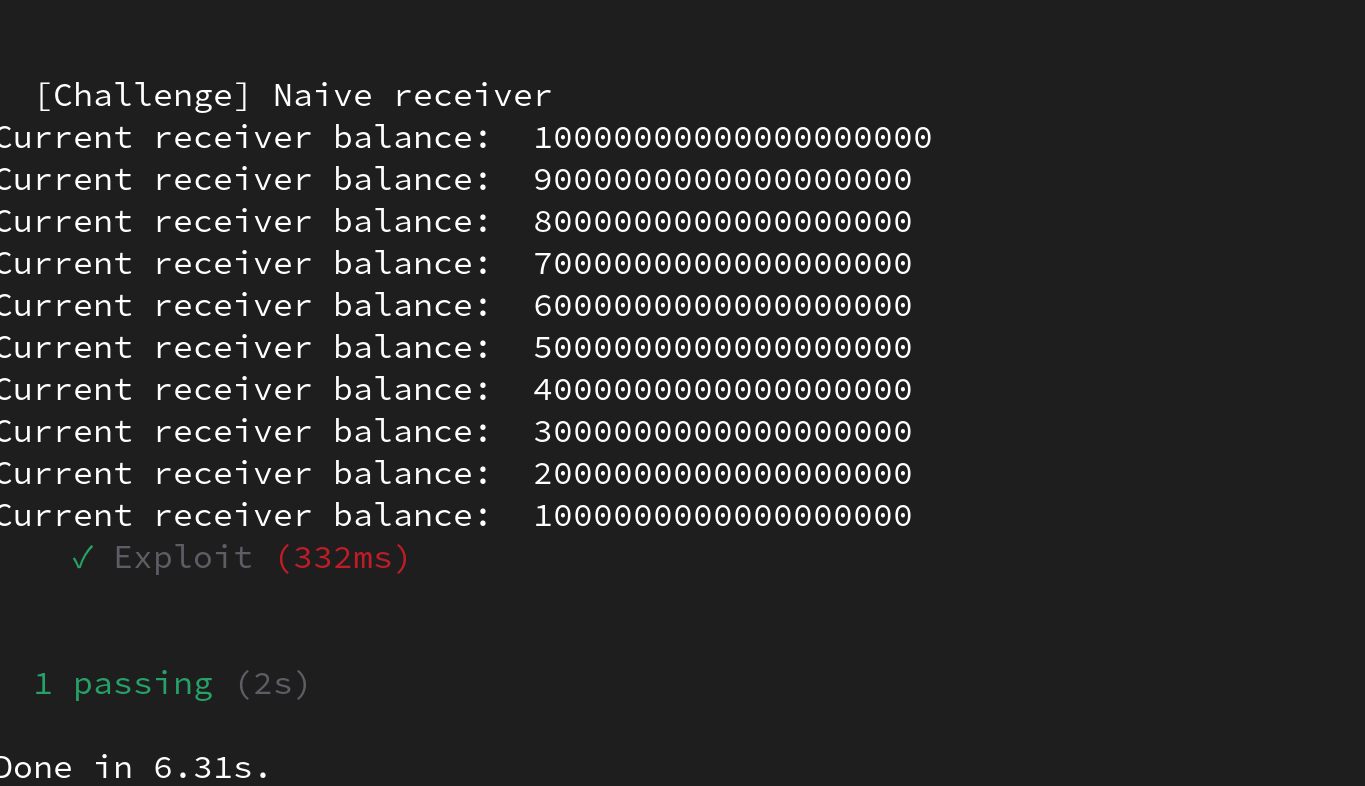 [Challenge] Naive receiver
Current receiver balance:  10000000000000000000
Current receiver balance:  9000000000000000000
Current receiver balance:  8000000000000000000
Current receiver balance:  7000000000000000000
Current receiver balance:  6000000000000000000
Current receiver balance:  5000000000000000000
Current receiver balance:  4000000000000000000
Current receiver balance:  3000000000000000000
Current receiver balance:  2000000000000000000
Current receiver balance:  1000000000000000000
✓ Exploit (332ms)
1 passing (2s)
Done in 6.31s.